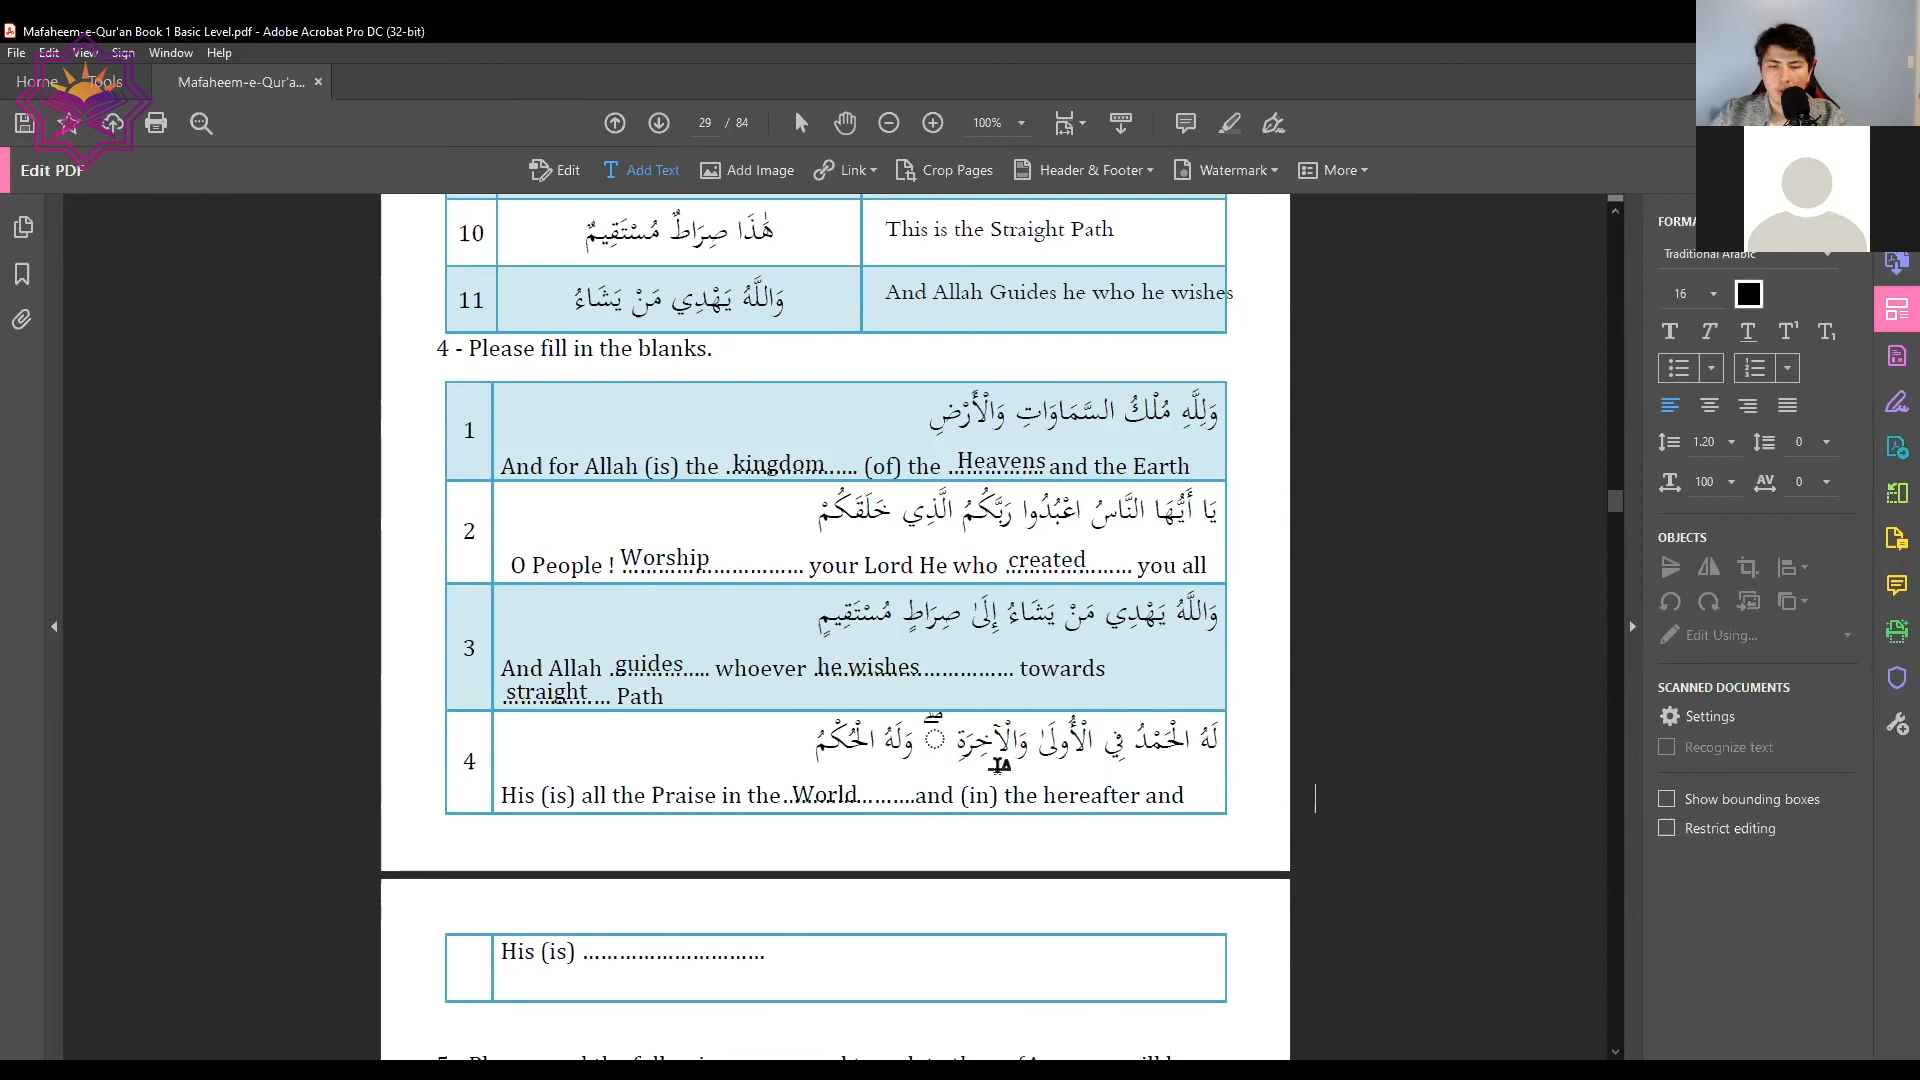 Mafaheem-e-Qur'an Book 1 Basic Level.pdf - Adobe Acrobat Pro DC (32-bit)
File Edit View Sign Window Help
Home Tools Mafaheem-e-Qur'a... ×
29 / 84 100%
Edit PDF Edit Add Text Add Image Link Crop Pages Header & Footer Watermark More
10 هَٰذَا صِرَاطٌ مُسْتَقِيمٌ This is the Straight Path
11 وَاللَّهُ يَهْدِي مَنْ يَشَاءُ And Allah Guides he who he wishes
4 - Please fill in the blanks.
1 وَلِلَّهِ مُلْكُ السَّمَاوَاتِ وَالْأَرْضِ
And for Allah (is) the kingdom (of) the Heavens and the Earth
2 يَا أَيُّهَا النَّاسُ اعْبُدُوا رَبَّكُمُ الَّذِي خَلَقَكُمْ
O People ! Worship your Lord He who created you all
3 وَاللَّهُ يَهْدِي مَنْ يَشَاءُ إِلَىٰ صِرَاطٍ مُسْتَقِيمٍ
And Allah guides whoever he wishes towards
straight Path
4 لَهُ الْحَمْدُ فِي الْأُولَىٰ وَالْآخِرَةِ ۖ وَلَهُ الْحُكْمُ
His (is) all the Praise in the World and (in) the hereafter and
His (is) ..............................
Traditional Arabic
16
T T T T¹ T₁
1.20 0
100 AV 0
OBJECTS
Edit Using...
SCANNED DOCUMENTS
Settings
Recognize text
Show bounding boxes
Restrict editing